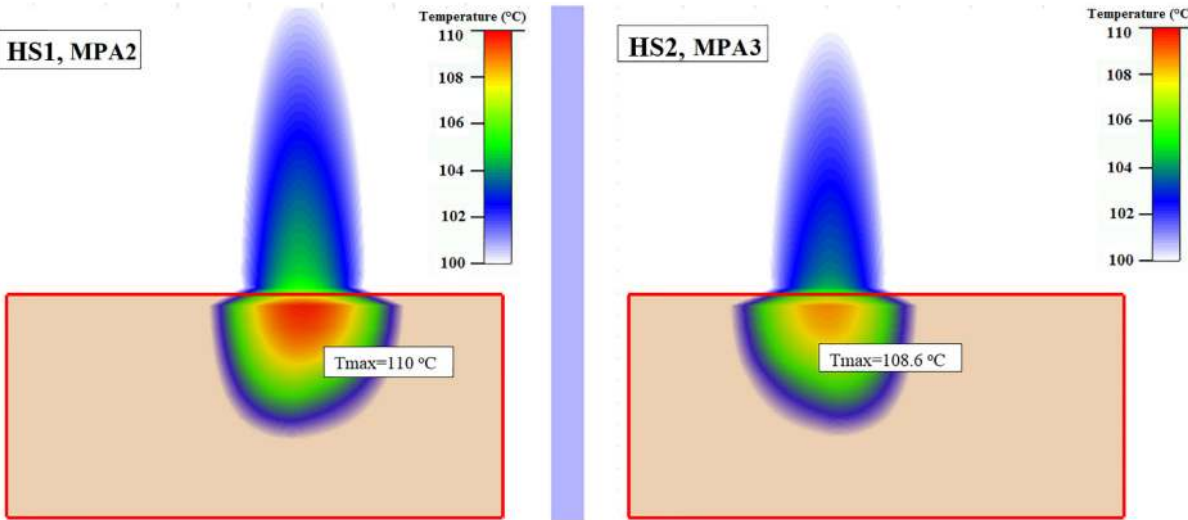 Temperature (°C)
HS1, MPA2
110
108
106
104
102
100
Tmax=110 °C
Temperature (°C)
HS2, MPA3
110
108
106
104
102
100
Tmax=108.6 °C